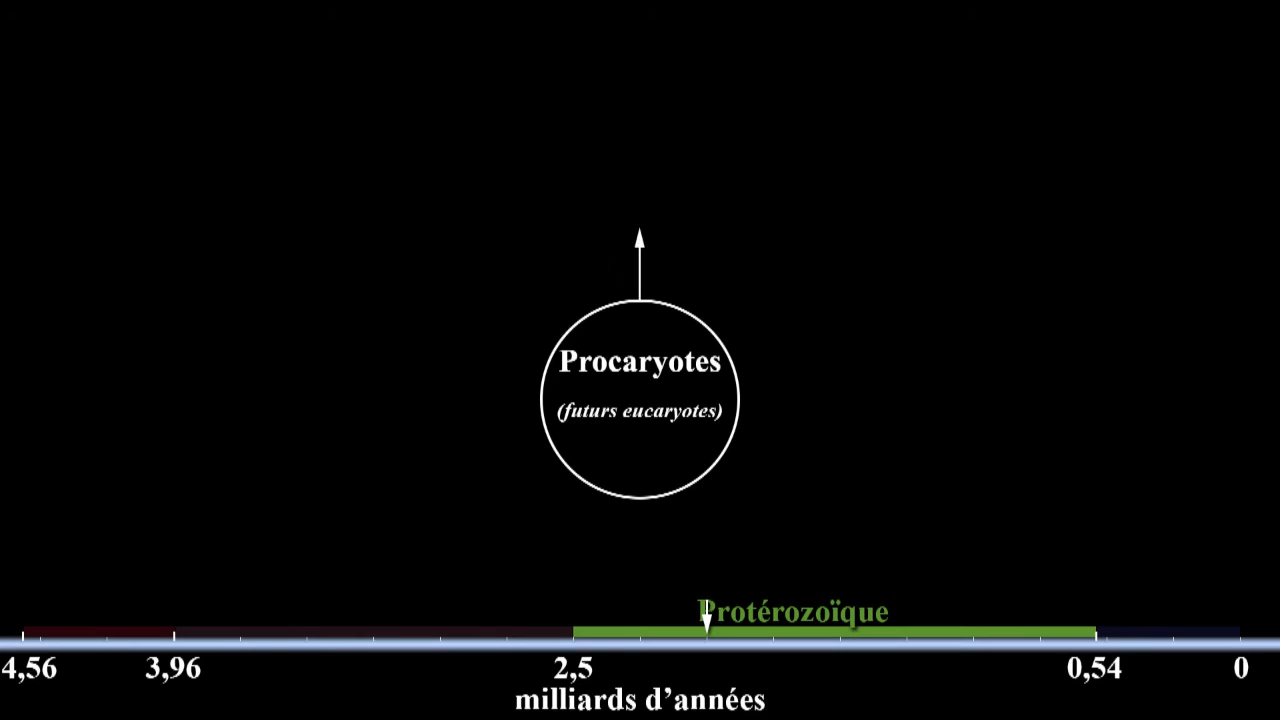 Procaryotes
(futurs eucaryotes)
Protérozoïque
4,56 3,96 2,5 0,54 0
milliards d’années